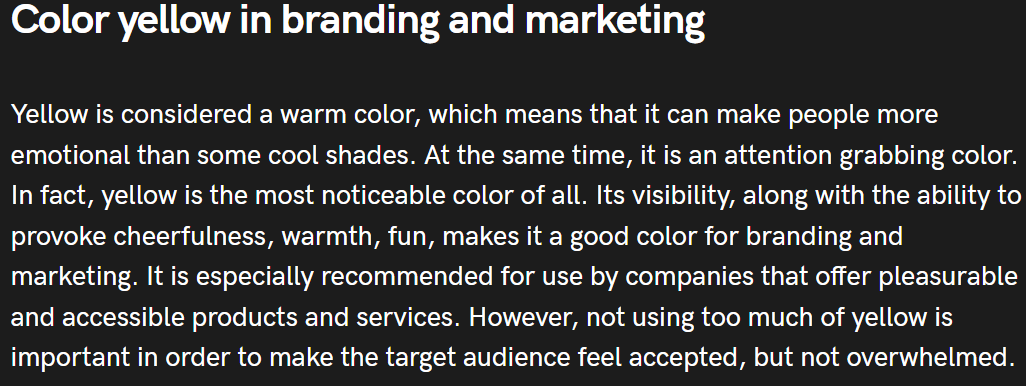 Color yellow in branding and marketing
Yellow is considered a warm color, which means that it can make people more
emotional than some cool shades. At the same time, it is an attention grabbing color.
In fact, yellow is the most noticeable color of all. Its visibility, along with the ability to
provoke cheerfulness, warmth, fun, makes it a good color for branding and
marketing. It is especially recommended for use by companies that offer pleasurable
and accessible products and services. However, not using too much of yellow is
important in order to make the target audience feel accepted, but not overwhelmed.